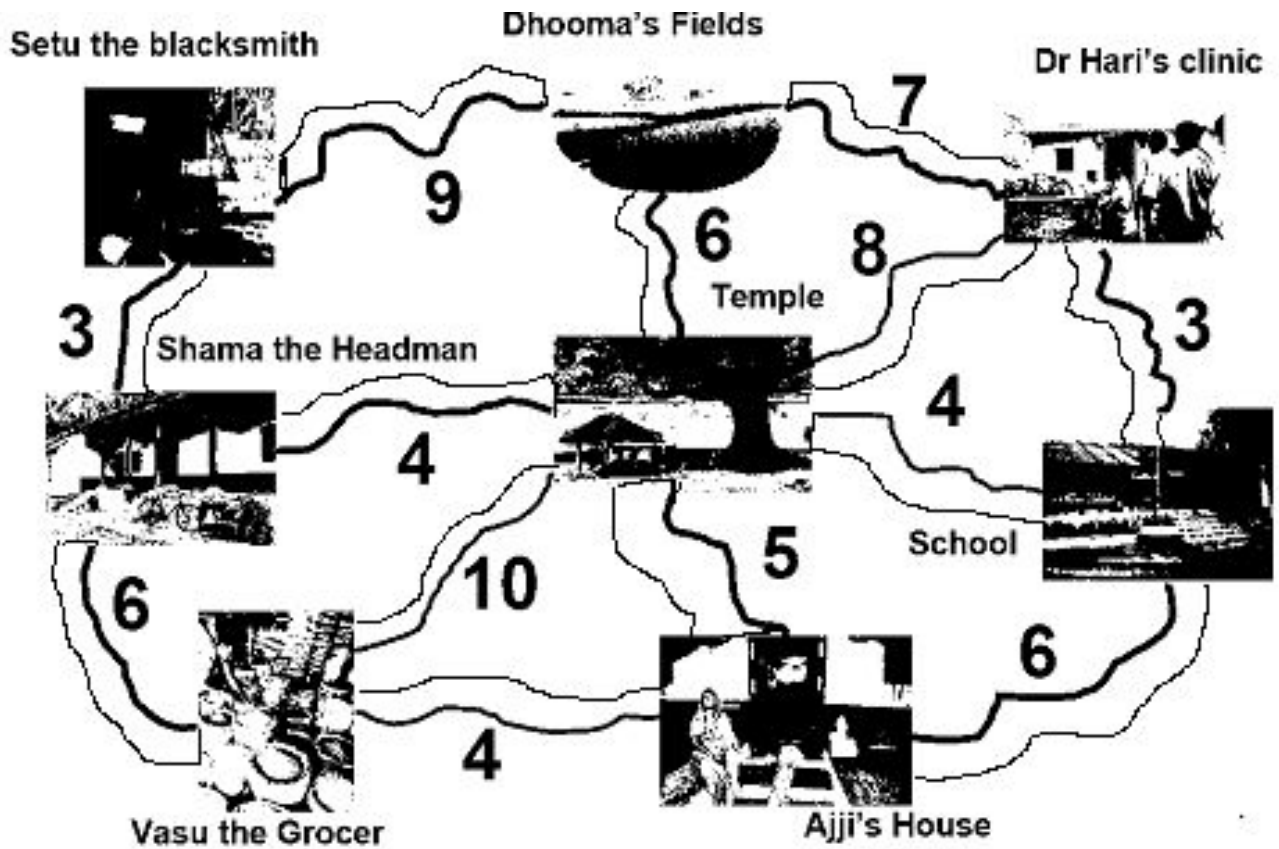 Dhooma's Fields
Setu the blacksmith
Dr Hari's clinic
7
9
6
8
Temple
3
3
Shama the Headman
4
4
School
5
10
6
6
4
Vasu the Grocer
Ajji's House